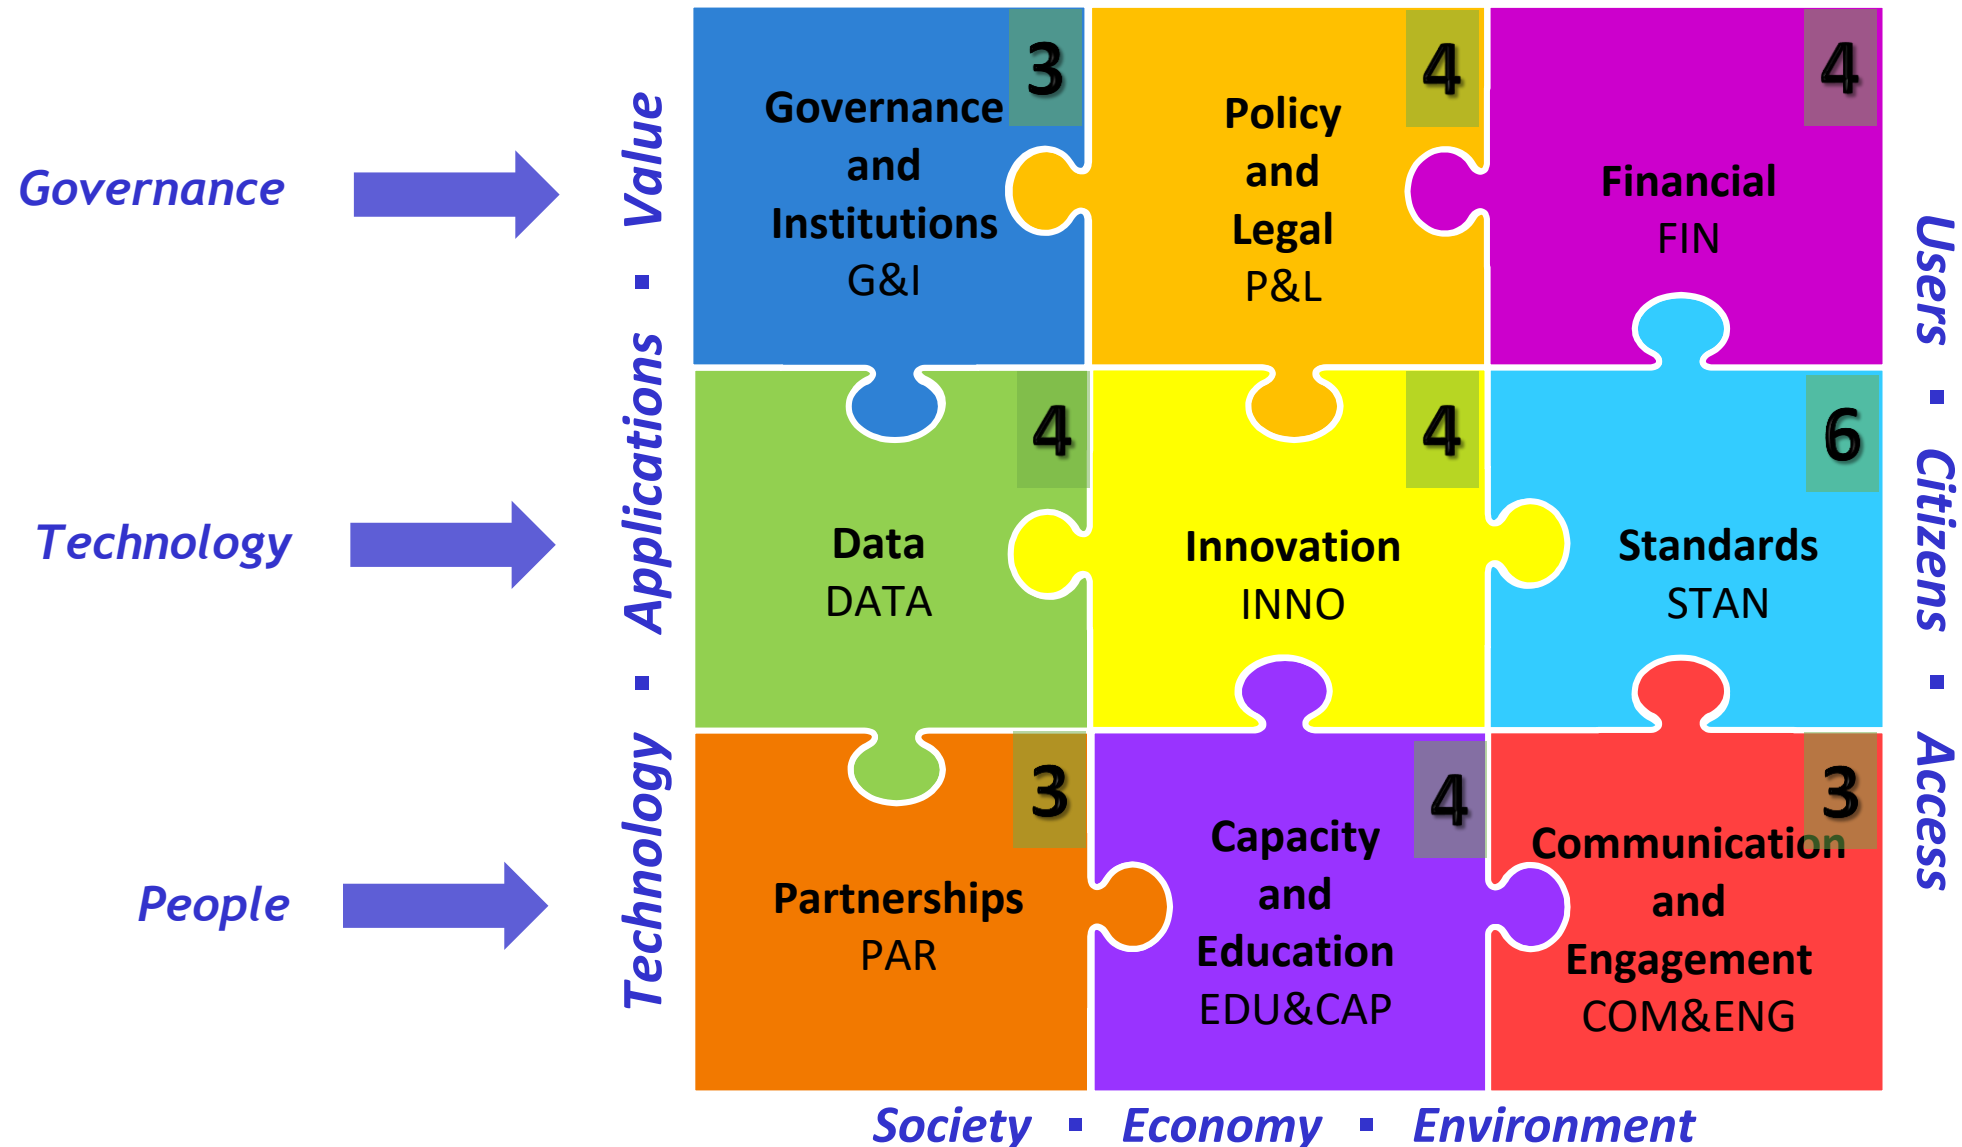 Governance
Technology
People
Technology ▪ Applications ▪ Value
3
Governance
and
Institutions
G&I
4
Policy
and
Legal
P&L
4
Financial
FIN
4
Data
DATA
4
Innovation
INNO
6
Standards
STAN
3
Partnerships
PAR
4
Capacity
and
Education
EDU&CAP
3
Communication
and
Engagement
COM&ENG
Users ▪ Citizens ▪ Access
Society ▪ Economy ▪ Environment